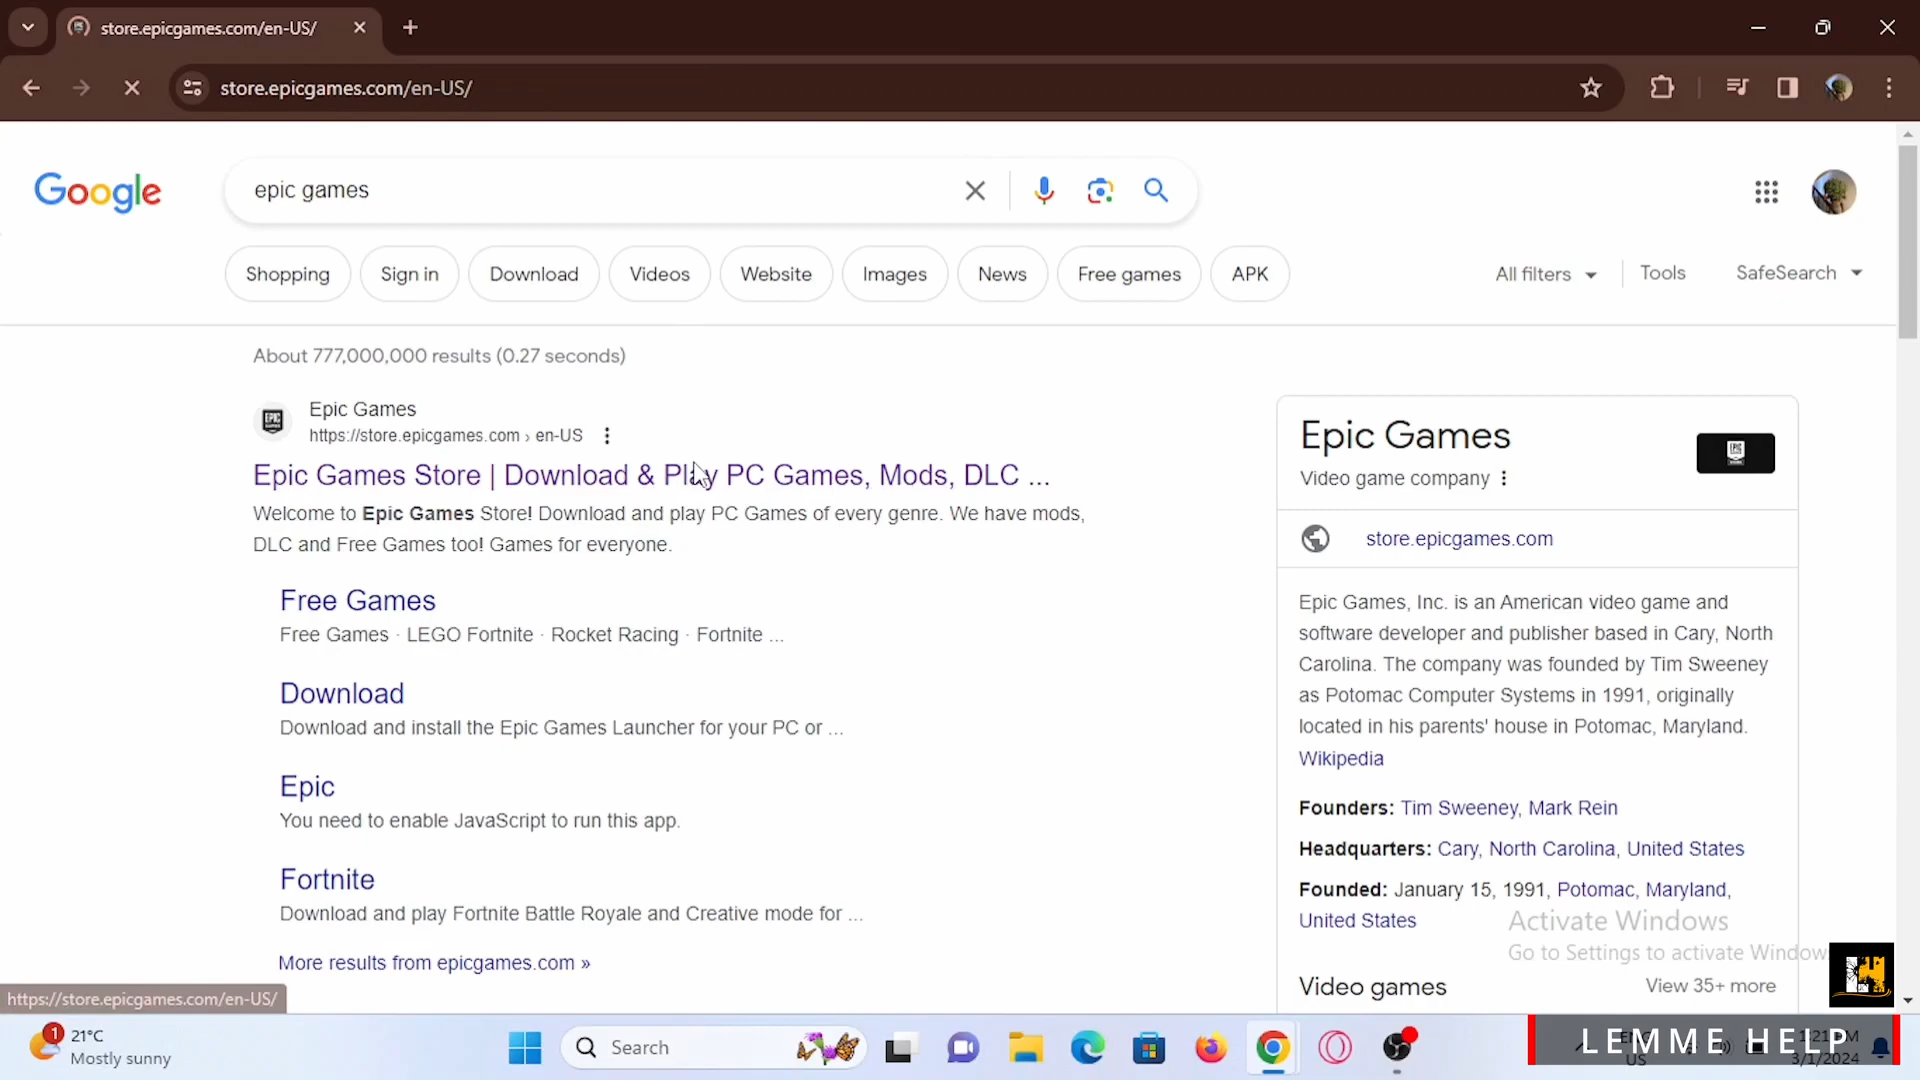 store.epicgames.com/en-US/
store.epicgames.com/en-US/
Google
epic games
Shopping
Sign in
Download
Videos
Website
Images
News
Free games
APK
All filters
Tools
SafeSearch
About 777,000,000 results (0.27 seconds)
Epic Games
https://store.epicgames.com › en-US
Epic Games Store | Download & Play PC Games, Mods, DLC ...
Welcome to Epic Games Store! Download and play PC Games of every genre. We have mods,
DLC and Free Games too! Games for everyone.
Free Games
Free Games · LEGO Fortnite · Rocket Racing · Fortnite ...
Download
Download and install the Epic Games Launcher for your PC or ...
Epic
You need to enable JavaScript to run this app.
Fortnite
Download and play Fortnite Battle Royale and Creative mode for ...
More results from epicgames.com »
Epic Games
Video game company
store.epicgames.com
Epic Games, Inc. is an American video game and
software developer and publisher based in Cary, North
Carolina. The company was founded by Tim Sweeney
as Potomac Computer Systems in 1991, originally
located in his parents' house in Potomac, Maryland.
Wikipedia
Founders: Tim Sweeney, Mark Rein
Headquarters: Cary, North Carolina, United States
Founded: January 15, 1991, Potomac, Maryland,
United States
Activate Windows
Go to Settings to activate Windows
Video games
View 35+ more
https://store.epicgames.com/en-US/
1
21°C
Mostly sunny
Search
LEMME HELP
US
3/1/2024